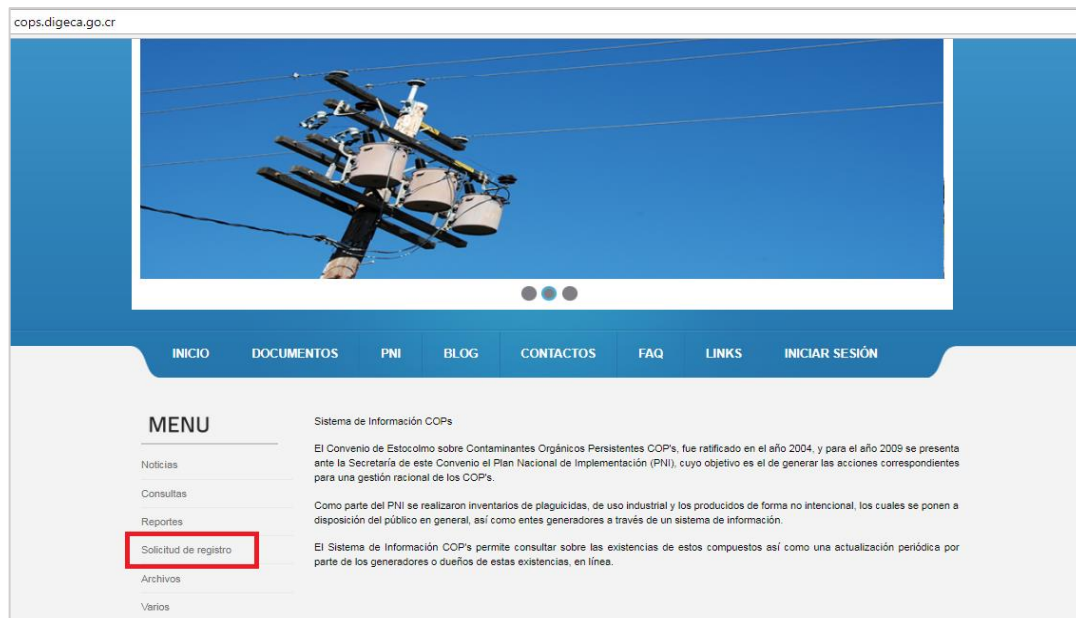 cops.digeca.go.cr
INICIO DOCUMENTOS PNI BLOG CONTACTOS FAQ LINKS INICIAR SESIÓN
MENU
Noticias
Consultas
Reportes
Solicitud de registro
Archivos
Varios
Sistema de Información COPs
El Convenio de Estocolmo sobre Contaminantes Orgánicos Persistentes COP's, fue ratificado en el año 2004, y para el año 2009 se presenta
ante la Secretaría de este Convenio el Plan Nacional de Implementación (PNI), cuyo objetivo es el de generar las acciones correspondientes
para una gestión racional de los COP's.
Como parte del PNI se realizaron inventarios de plaguicidas, de uso industrial y los producidos de forma no intencional, los cuales se ponen a
disposición del público en general, así como entes generadores a través de un sistema de información.
El Sistema de Información COP's permite consultar sobre las existencias de estos compuestos así como una actualización periódica por
parte de los generadores o dueños de estas existencias, en línea.